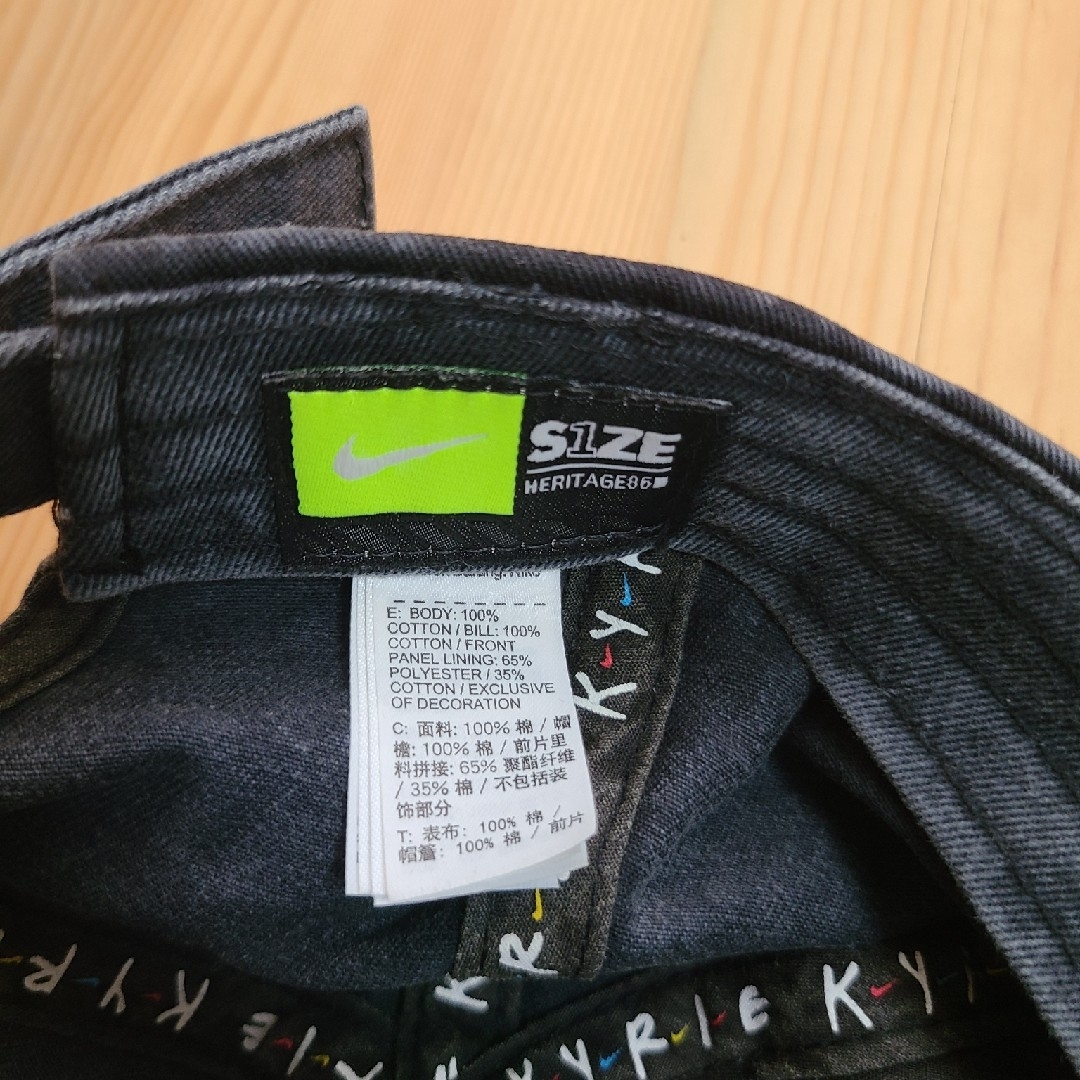 S1ZE
HERITAGE86
E: BODY: 100%
COTTON / BILL: 100%
COTTON / FRONT
PANEL LINING: 65%
POLYESTER / 35%
COTTON / EXCLUSIVE
OF DECORATION
C: 面料: 100% 棉 / 帽
檐: 100% 棉 / 前片里
料拼接: 65% 聚酯纤维
/ 35% 棉 / 不包括装
饰部分
T: 表布: 100% 棉 /
帽簷: 100% 棉 / 前片
K Y
K R
K Y R
K Y R I E
K Y I